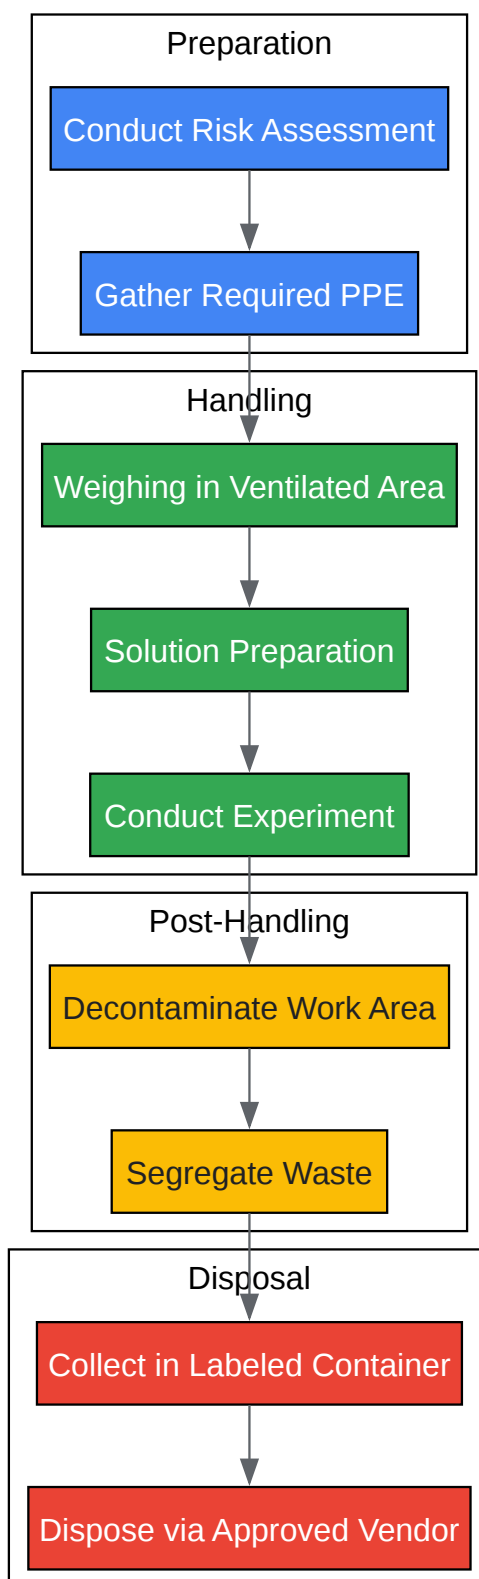 Preparation
Conduct Risk Assessment
Gather Required PPE
Handling
Weighing in Ventilated Area
Solution Preparation
Conduct Experiment
Post-Handling
Decontaminate Work Area
Segregate Waste
Disposal
Collect in Labeled Container
Dispose via Approved Vendor